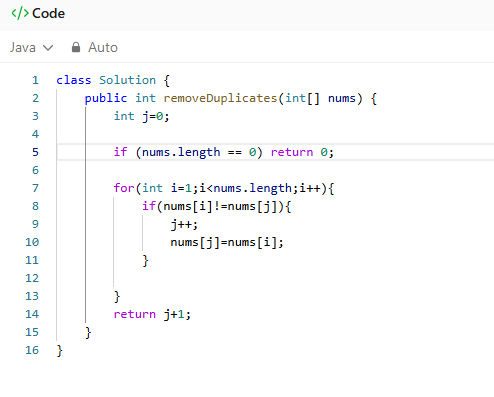 </> Code
Java Auto
1 class Solution {
2 public int removeDuplicates(int[] nums) {
3 int j=0;
4
5 if (nums.length == 0) return 0;
6
7 for(int i=1;i<nums.length;i++){
8 if(nums[i]!=nums[j]){
9 j++;
10 nums[j]=nums[i];
11 }
12
13 }
14 return j+1;
15 }
16 }